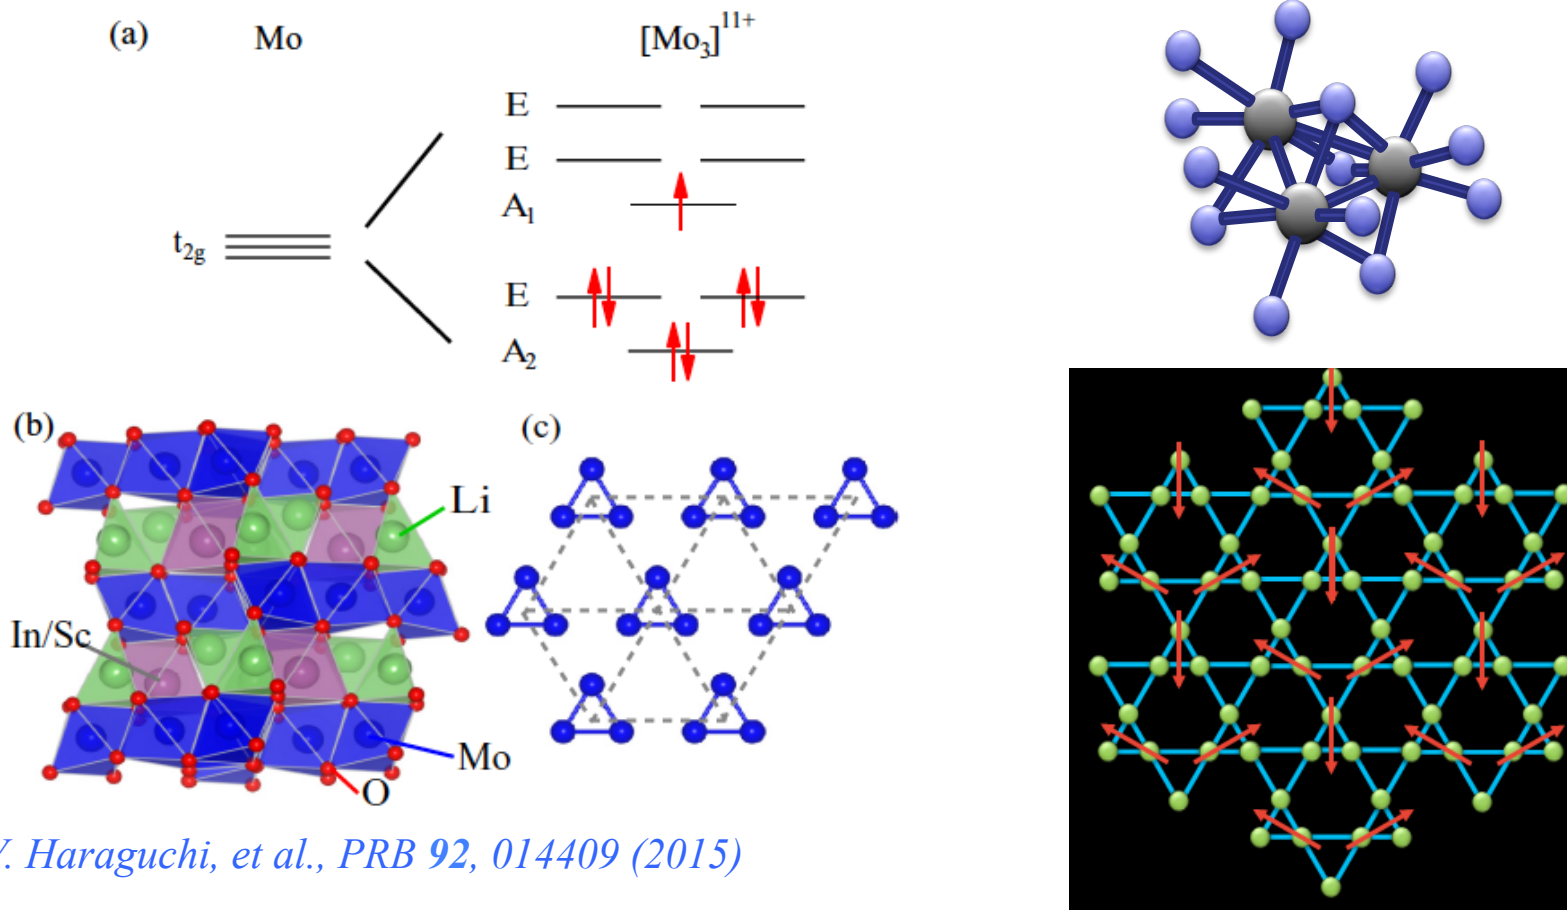 (a) Mo [Mo₃]¹¹⁺
E
E
A₁
t₂g
E
A₂
(b) (c)
Li
In/Sc
Mo
O
. Haraguchi, et al., PRB 92, 014409 (2015)